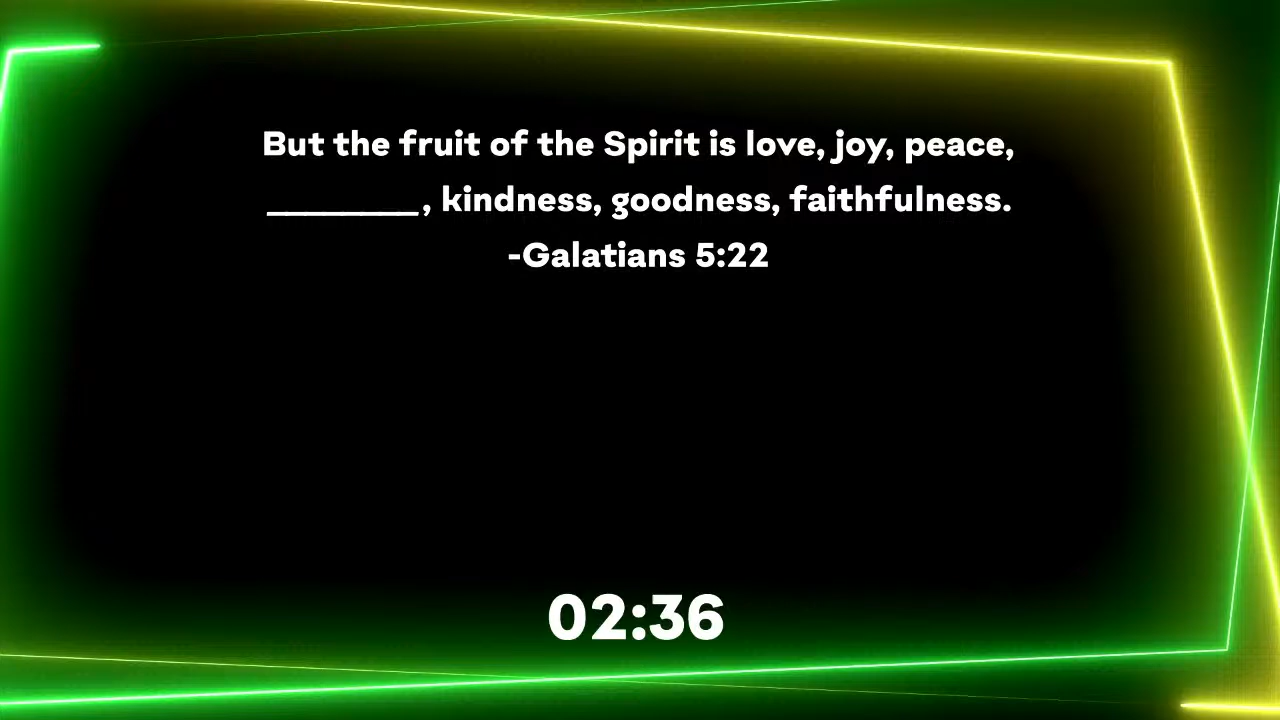 But the fruit of the Spirit is love, joy, peace,
________, kindness, goodness, faithfulness.
-Galatians 5:22
02:36